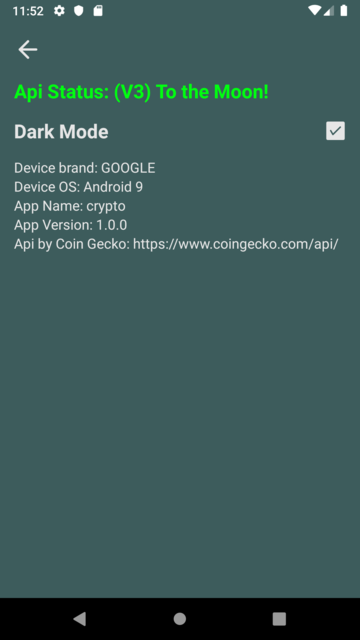 11:52
Api Status: (V3) To the Moon!
Dark Mode
Device brand: GOOGLE
Device OS: Android 9
App Name: crypto
App Version: 1.0.0
Api by Coin Gecko: https://www.coingecko.com/api/